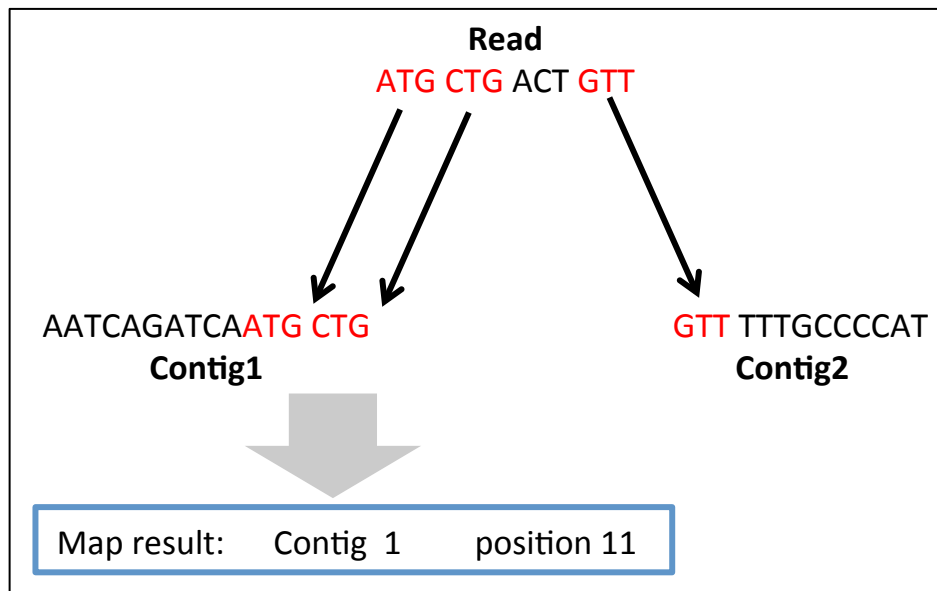 Read
ATG CTG ACT GTT
AATCAGATCAATG CTG
GTT TTTGCCCCAT
Contig1
Contig2
Map result: Contig 1 position 11